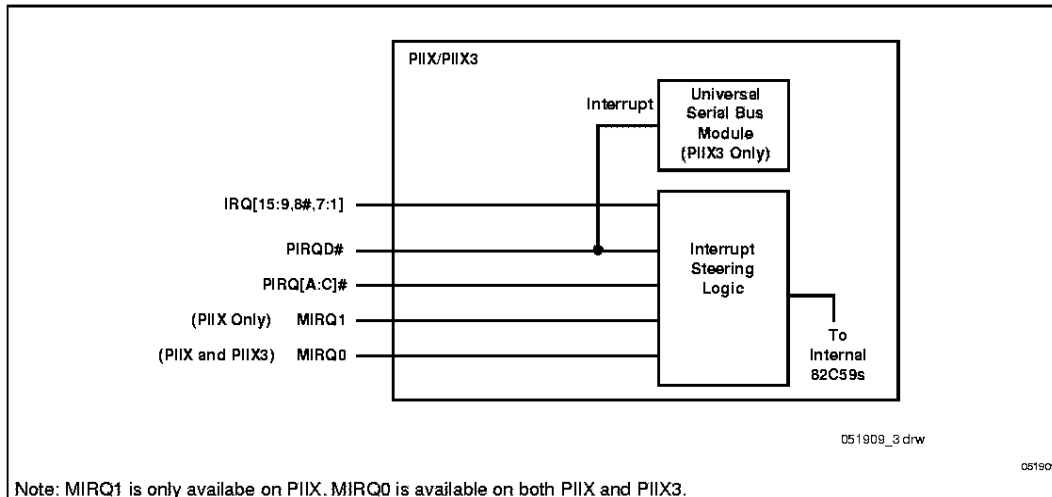 PIIX/PIIX3
Universal
Serial Bus
Module
(PIIX3 Only)
Interrupt
IRQ[15:9,8#,7:1]
PIRQD#
PIRQ[A:C]#
(PIIX Only) MIRQ1
(PIIX and PIIX3) MIRQ0
Interrupt
Steering
Logic
To
Internal
82C59s
051909_3 drw
05190
Note: MIRQ1 is only availabe on PIIX. MIRQ0 is available on both PIIX and PIIX3.